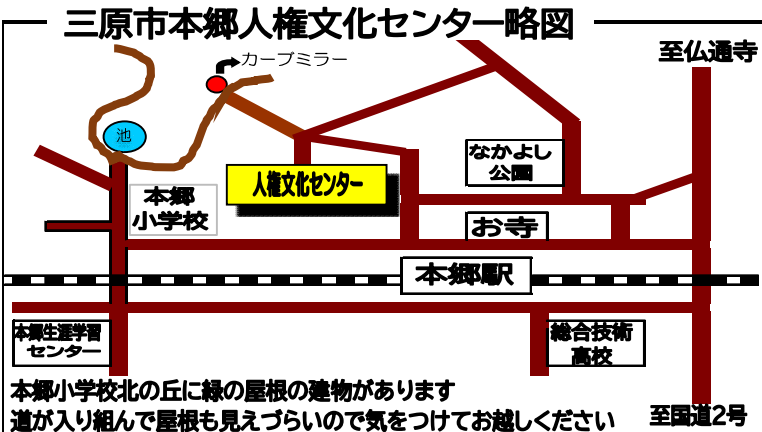 三原市本郷人権文化センター略図
至仏通寺
カーブミラー
池
なかよし
公園
人権文化センター
本郷
小学校
お寺
本郷駅
本郷生涯学習
センター
総合技術
高校
本郷小学校北の丘に緑の屋根の建物があります
道が入り組んで屋根も見えづらいので気をつけてお越しください
至国道2号